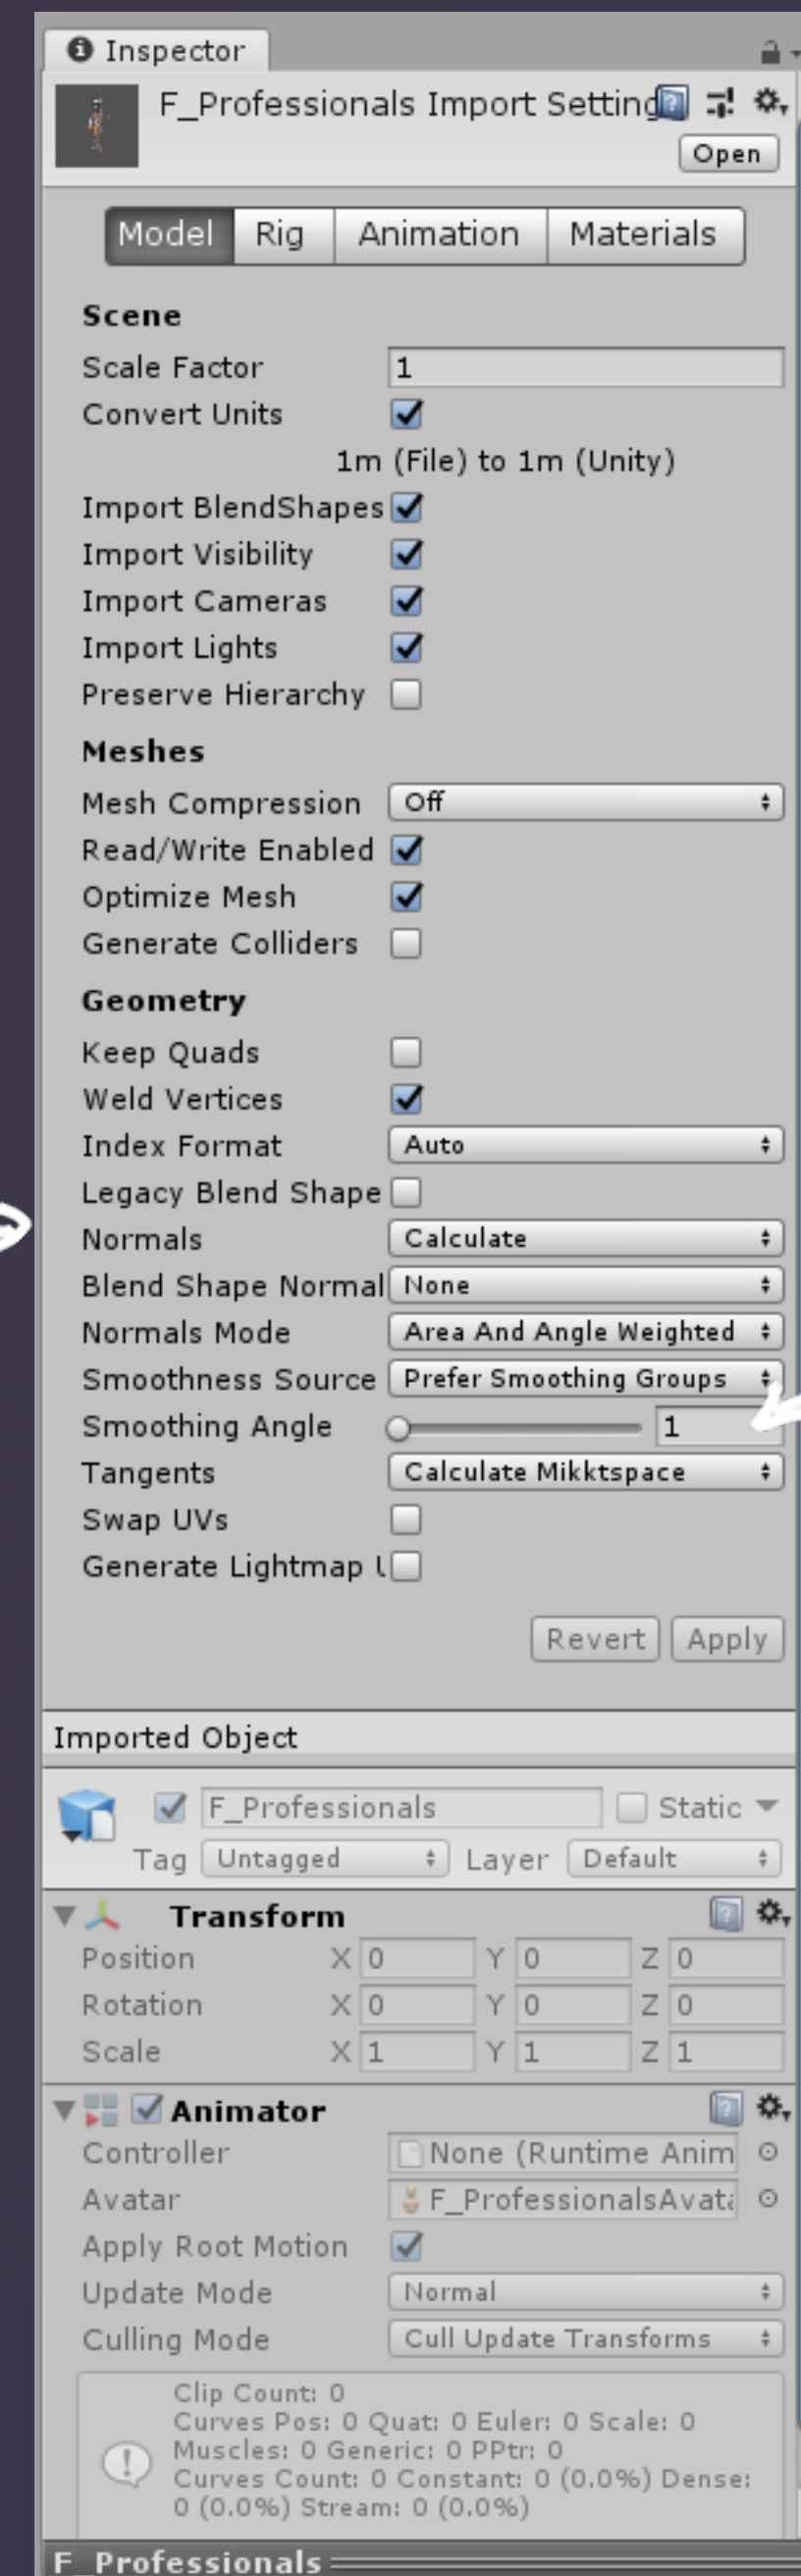 Inspector
F_Professionals Import Setting
Open
Model Rig Animation Materials
Scene
Scale Factor 1
Convert Units
1m (File) to 1m (Unity)
Import BlendShapes
Import Visibility
Import Cameras
Import Lights
Preserve Hierarchy
Meshes
Mesh Compression Off
Read/Write Enabled
Optimize Mesh
Generate Colliders
Geometry
Keep Quads
Weld Vertices
Index Format Auto
Legacy Blend Shape
Normals Calculate
Blend Shape Normal None
Normals Mode Area And Angle Weighted
Smoothness Source Prefer Smoothing Groups
Smoothing Angle 1
Tangents Calculate Mikktspace
Swap UVs
Generate Lightmap U
Revert Apply
Imported Object
F_Professionals Static
Tag Untagged Layer Default
Transform
Position X 0 Y 0 Z 0
Rotation X 0 Y 0 Z 0
Scale X 1 Y 1 Z 1
Animator
Controller None (Runtime Anim
Avatar F_ProfessionalsAvata
Apply Root Motion
Update Mode Normal
Culling Mode Cull Update Transforms
Clip Count: 0
Curves Pos: 0 Quat: 0 Euler: 0 Scale: 0
Muscles: 0 Generic: 0 PPtr: 0
Curves Count: 0 Constant: 0 (0.0%) Dense:
0 (0.0%) Stream: 0 (0.0%)
F_Professionals